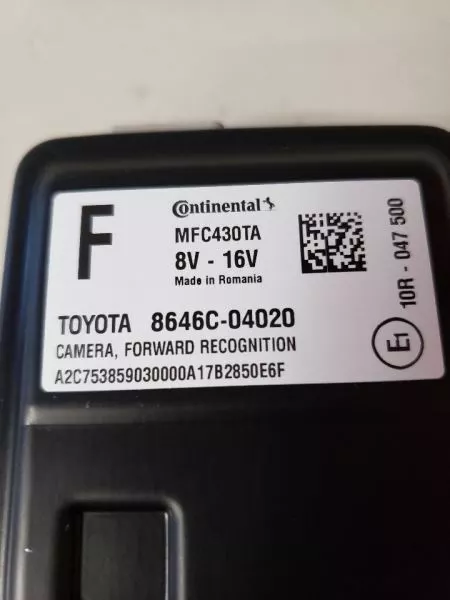 F
Continental
MFC430TA
8V - 16V
Made in Romania
TOYOTA 8646C-04020
CAMERA, FORWARD RECOGNITION
A2C753859030000A17B2850E6F
E1
10R - 047 500